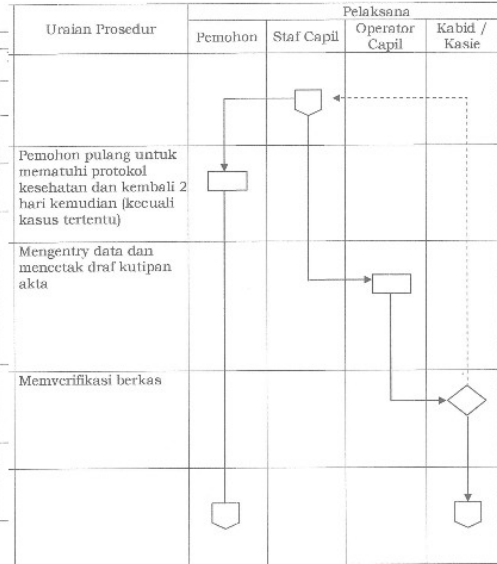 Uraian Prosedur
Pelaksana
Pemohon
Staf Capil
Operator
Capil
Kabid /
Kasie
Pemohon pulang untuk
mematuhi protokol
kesehatan dan kembali 2
hari kemudian (kecuali
kasus tertentu)
Mengentry data dan
mencetak draf kutipan
akta
Memverifikasi berkas